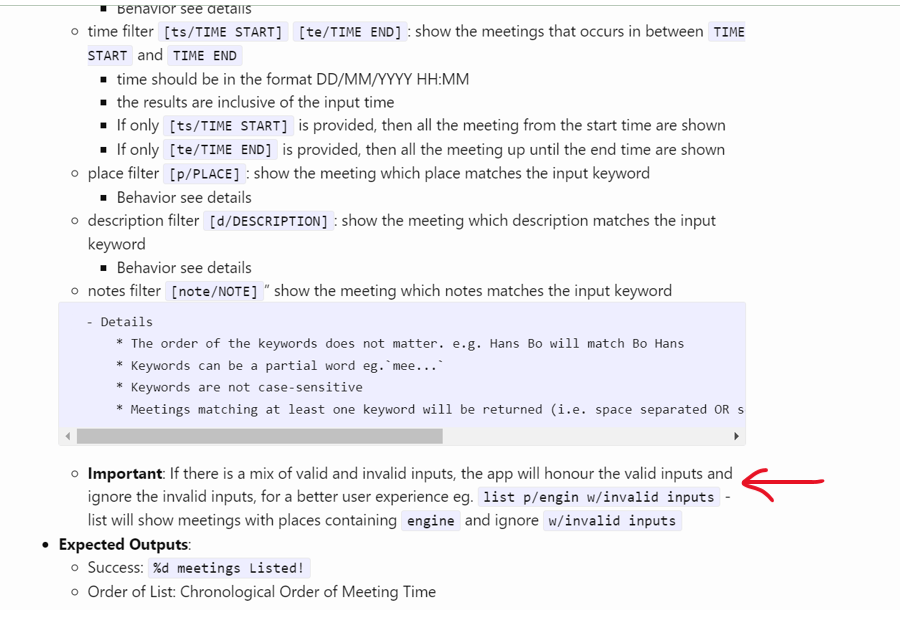 Behavior see details
time filter [ts/TIME START] [te/TIME END] : show the meetings that occurs in between TIME
START and TIME END
time should be in the format DD/MM/YYYY HH:MM
the results are inclusive of the input time
If only [ts/TIME START] is provided, then all the meeting from the start time are shown
If only [te/TIME END] is provided, then all the meeting up until the end time are shown
place filter [p/PLACE] : show the meeting which place matches the input keyword
Behavior see details
description filter [d/DESCRIPTION] : show the meeting which description matches the input
keyword
Behavior see details
notes filter [note/NOTE] " show the meeting which notes matches the input keyword
- Details
* The order of the keywords does not matter. e.g. Hans Bo will match Bo Hans
* Keywords can be a partial word eg.`mee...`
* Keywords are not case-sensitive
* Meetings matching at least one keyword will be returned (i.e. space separated OR s
Important: If there is a mix of valid and invalid inputs, the app will honour the valid inputs and
ignore the invalid inputs, for a better user experience eg. list p/engin w/invalid inputs -
list will show meetings with places containing engine and ignore w/invalid inputs
Expected Outputs:
Success: %d meetings Listed!
Order of List: Chronological Order of Meeting Time